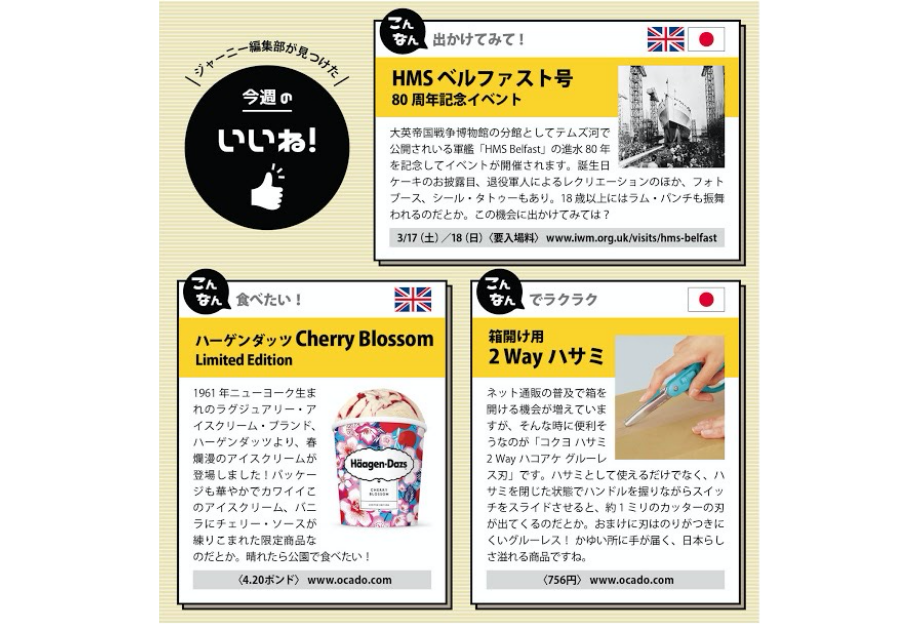 ジャーニー編集部が見つけた
今週の
いいね!
こんなん 出かけてみて!
HMS ベルファスト号
80 周年記念イベント
大英帝国戦争博物館の分館としてテムズ河で
公開されいる軍艦「HMS Belfast」の進水 80 年
を記念してイベントが開催されます。誕生日
ケーキのお披露目、退役軍人によるレクリエーションのほか、フォト
ブース、シール・タトゥーもあり。18 歳以上にはラム・パンチも振舞
われるのだとか。この機会に出かけてみては?
3/17(土)/18(日)〈要入場料〉 www.iwm.org.uk/visits/hms-belfast
こんなん 食べたい!
ハーゲンダッツ Cherry Blossom
Limited Edition
1961 年ニューヨーク生ま
れのラグジュアリー・ア
イスクリーム・ブランド、
ハーゲンダッツより、春
爛漫のアイスクリームが
登場しました!パッケー
ジも華やかでカワイイこ
のアイスクリーム、バニ
ラにチェリー・ソースが
練りこまれた限定商品な
のだとか。晴れたら公園で食べたい!
Häagen-Dazs
CHERRY
BLOSSOM
〈4.20ポンド〉 www.ocado.com
こんなん でラクラク
箱開け用
2 Way ハサミ
ネット通販の普及で箱を
開ける機会が増えていま
すが、そんな時に便利そ
うなのが「コクヨ ハサミ
2 Way ハコアケ グルーレ
ス刃」です。ハサミとして使えるだけでなく、ハ
サミを閉じた状態でハンドルを握りながらスイッ
チをスライドさせると、約 1 ミリのカッターの刃
が出てくるのだとか。おまけに刃はのりがつきに
くいグルーレス! かゆい所に手が届く、日本らし
さ溢れる商品ですね。
〈756円〉 www.ocado.com